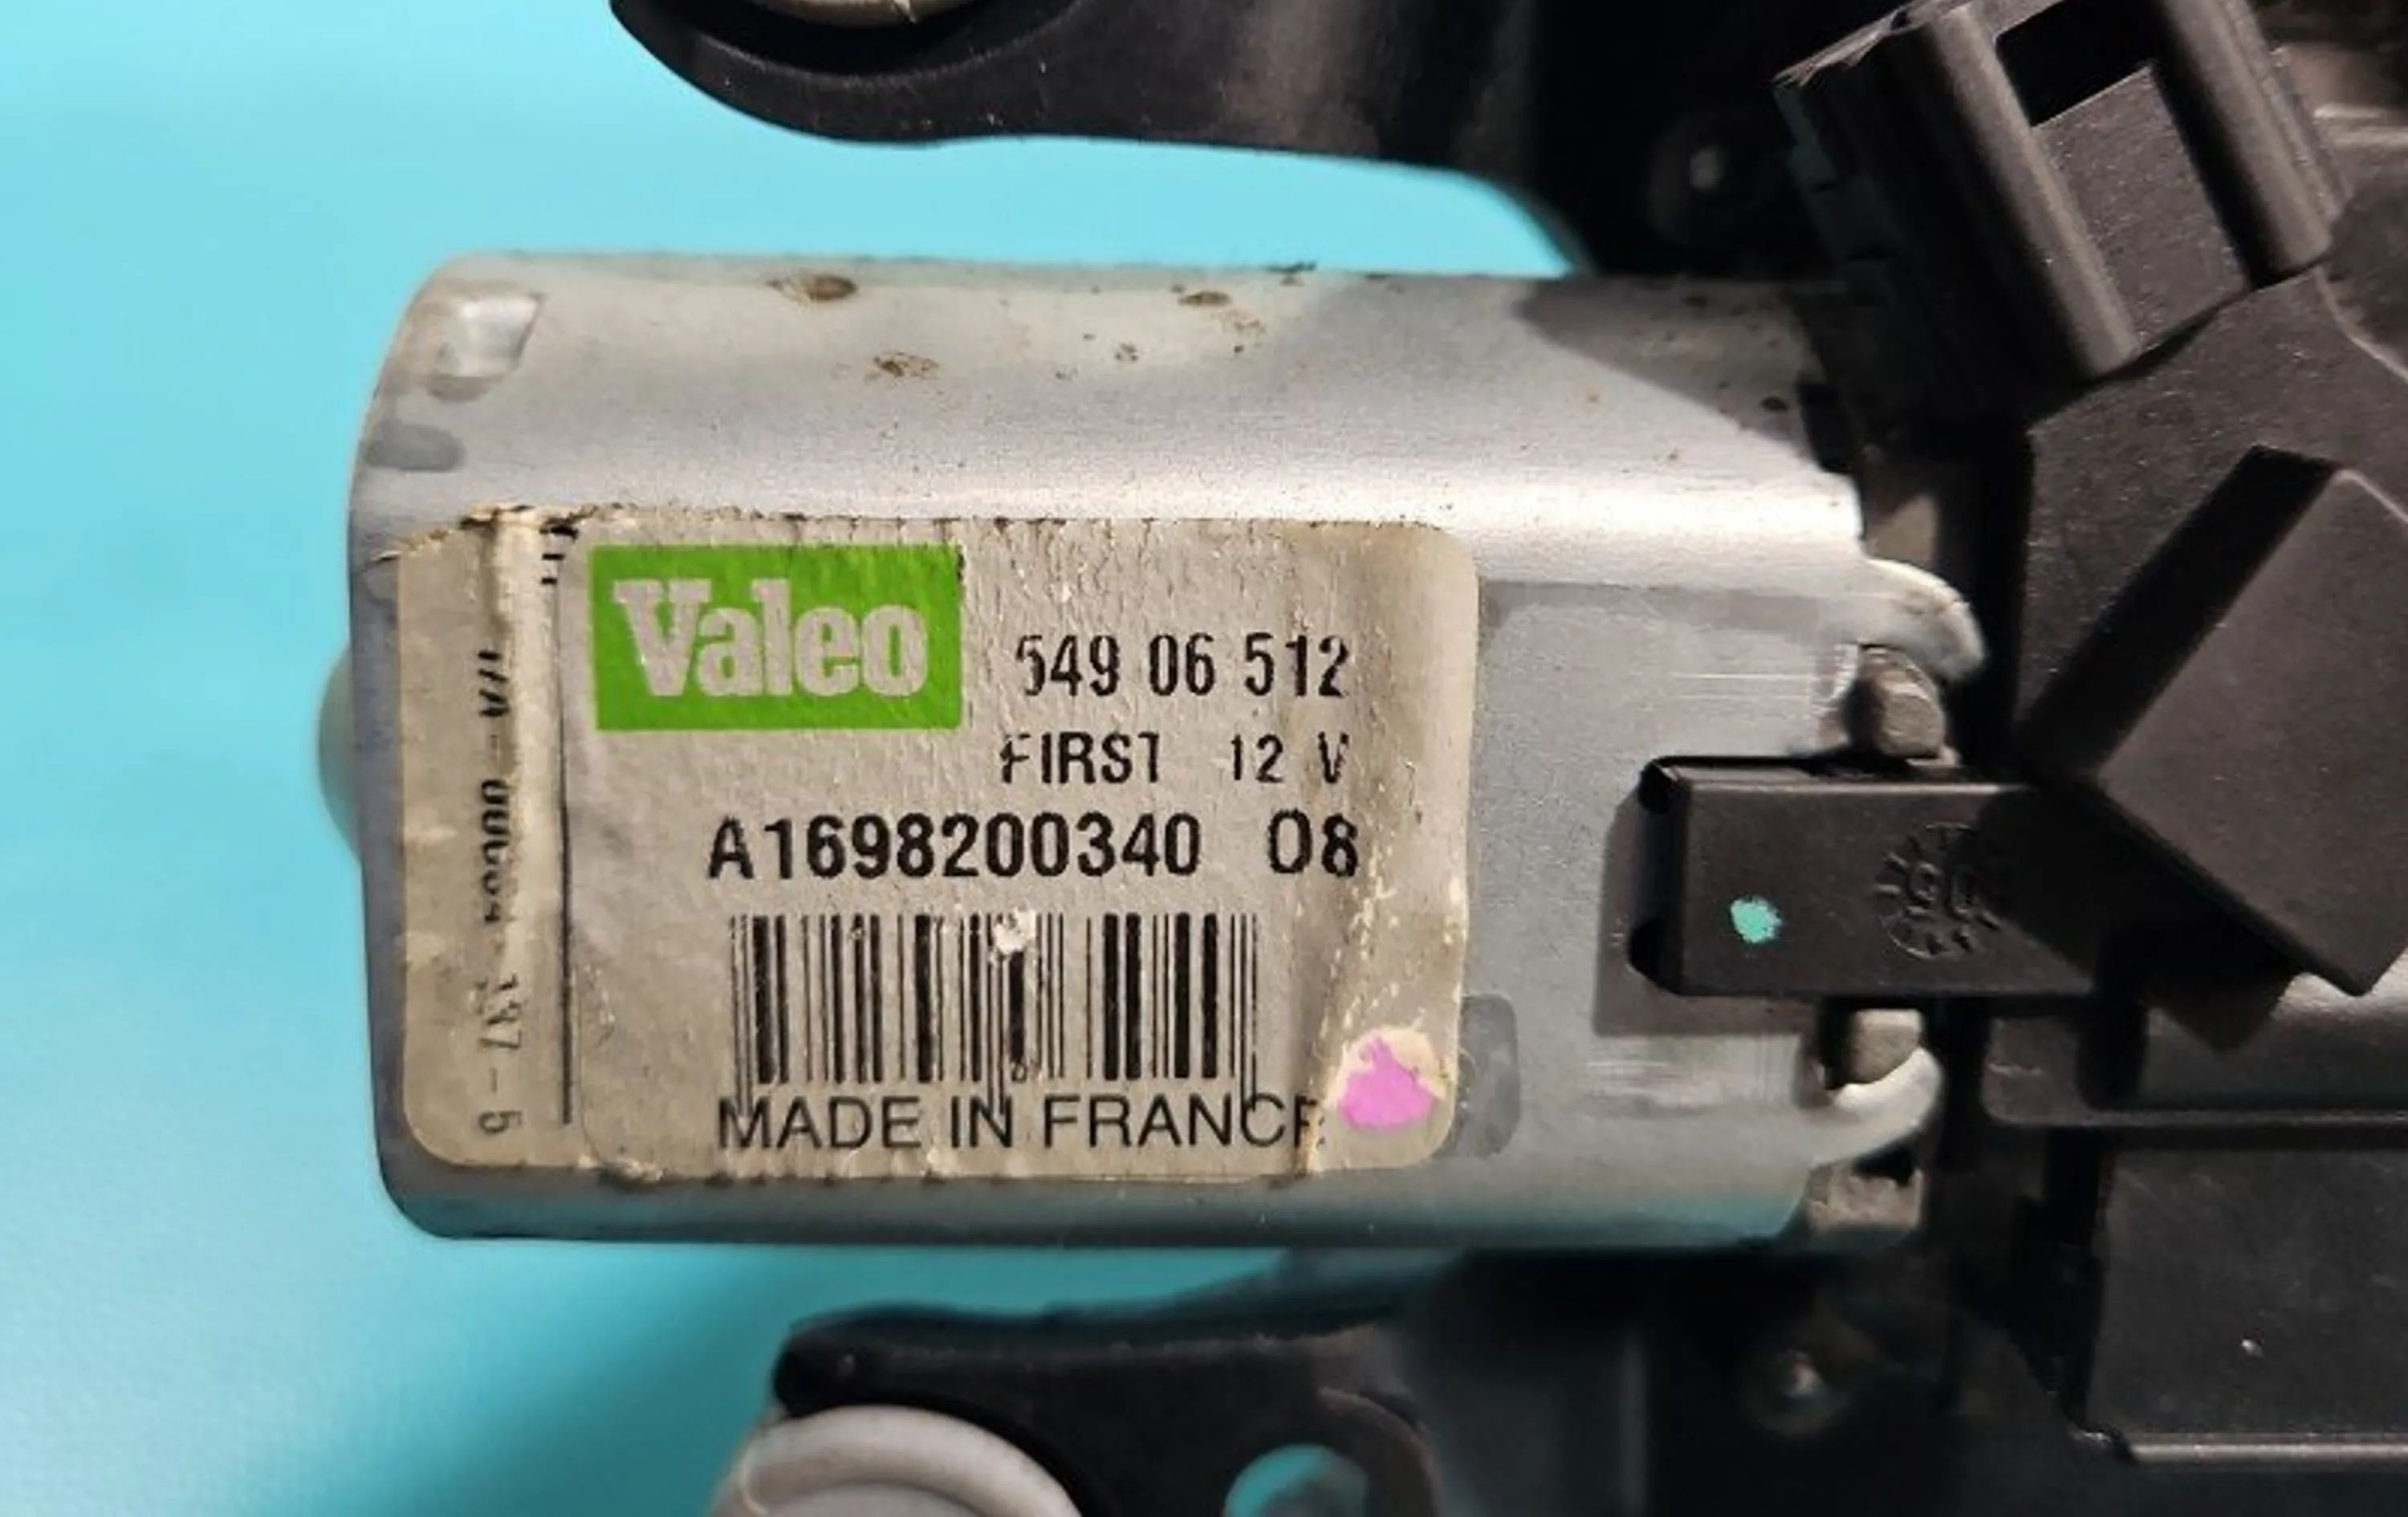 Valeo
549 06 512
FIRST 12 V
A1698200340 08
MADE IN FRANCE